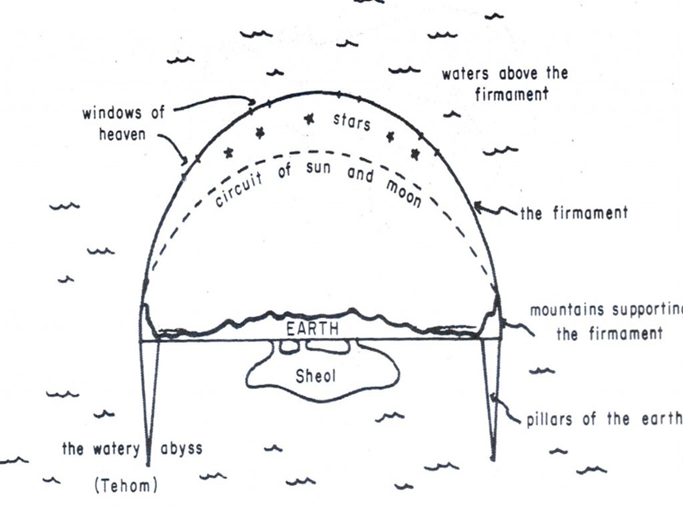 waters above the
firmament
windows of
heaven
stars
circuit of sun and moon
the firmament
mountains supportin
the firmament
EARTH
Sheol
pillars of the earth
the watery abyss
(Tehom)